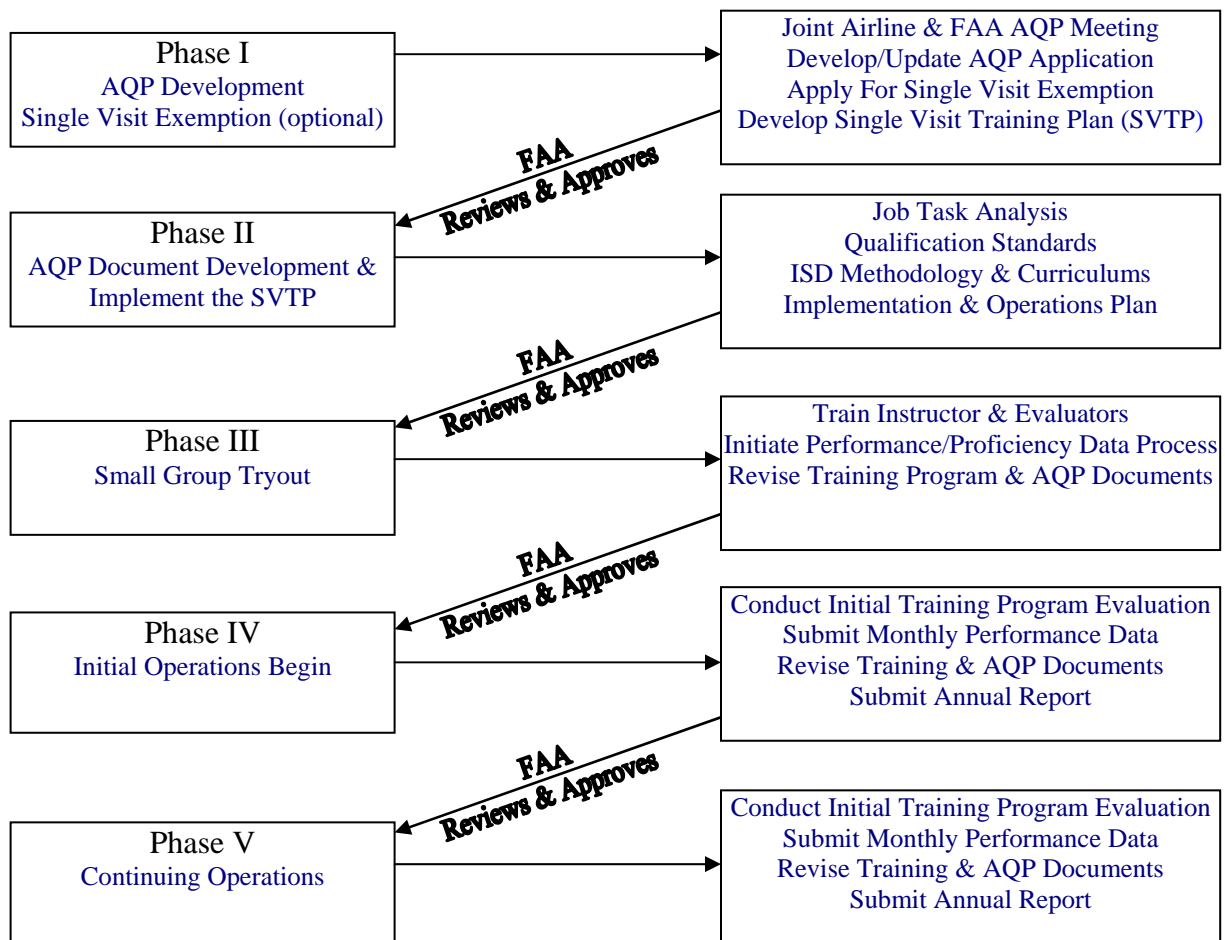 Phase I
AQP Development
Single Visit Exemption (optional)
Joint Airline & FAA AQP Meeting
Develop/Update AQP Application
Apply For Single Visit Exemption
Develop Single Visit Training Plan (SVTP)
FAA
Reviews & Approves
Phase II
AQP Document Development &
Implement the SVTP
Job Task Analysis
Qualification Standards
ISD Methodology & Curriculums
Implementation & Operations Plan
FAA
Reviews & Approves
Phase III
Small Group Tryout
Train Instructor & Evaluators
Initiate Performance/Proficiency Data Process
Revise Training Program & AQP Documents
FAA
Reviews & Approves
Phase IV
Initial Operations Begin
Conduct Initial Training Program Evaluation
Submit Monthly Performance Data
Revise Training & AQP Documents
Submit Annual Report
FAA
Reviews & Approves
Phase V
Continuing Operations
Conduct Initial Training Program Evaluation
Submit Monthly Performance Data
Revise Training & AQP Documents
Submit Annual Report